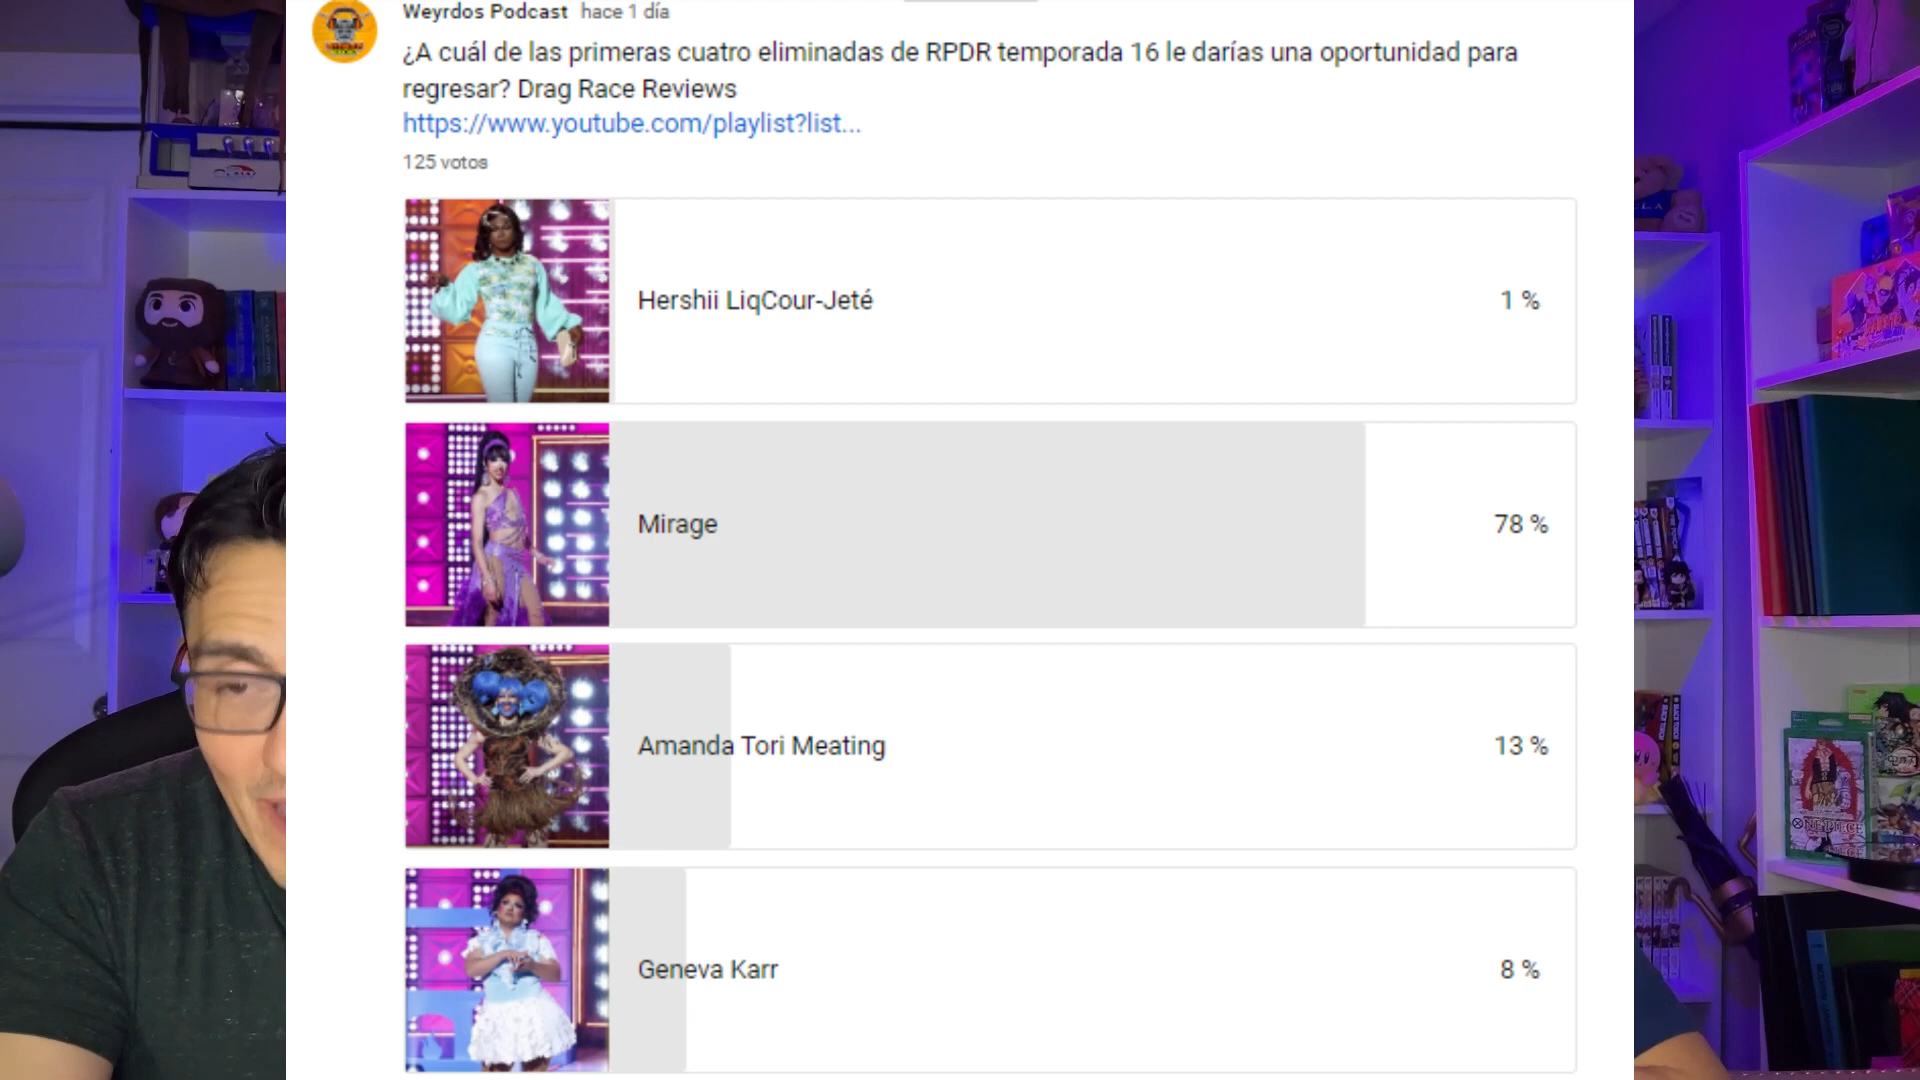 Weyrdos Podcast hace 1 día
¿A cuál de las primeras cuatro eliminadas de RPDR temporada 16 le darías una oportunidad para
regresar? Drag Race Reviews
https://www.youtube.com/playlist?list...
125 votos
Hershii LiqCour-Jeté 1 %
Mirage 78 %
Amanda Tori Meating 13 %
Geneva Karr 8 %
ONE PIECE